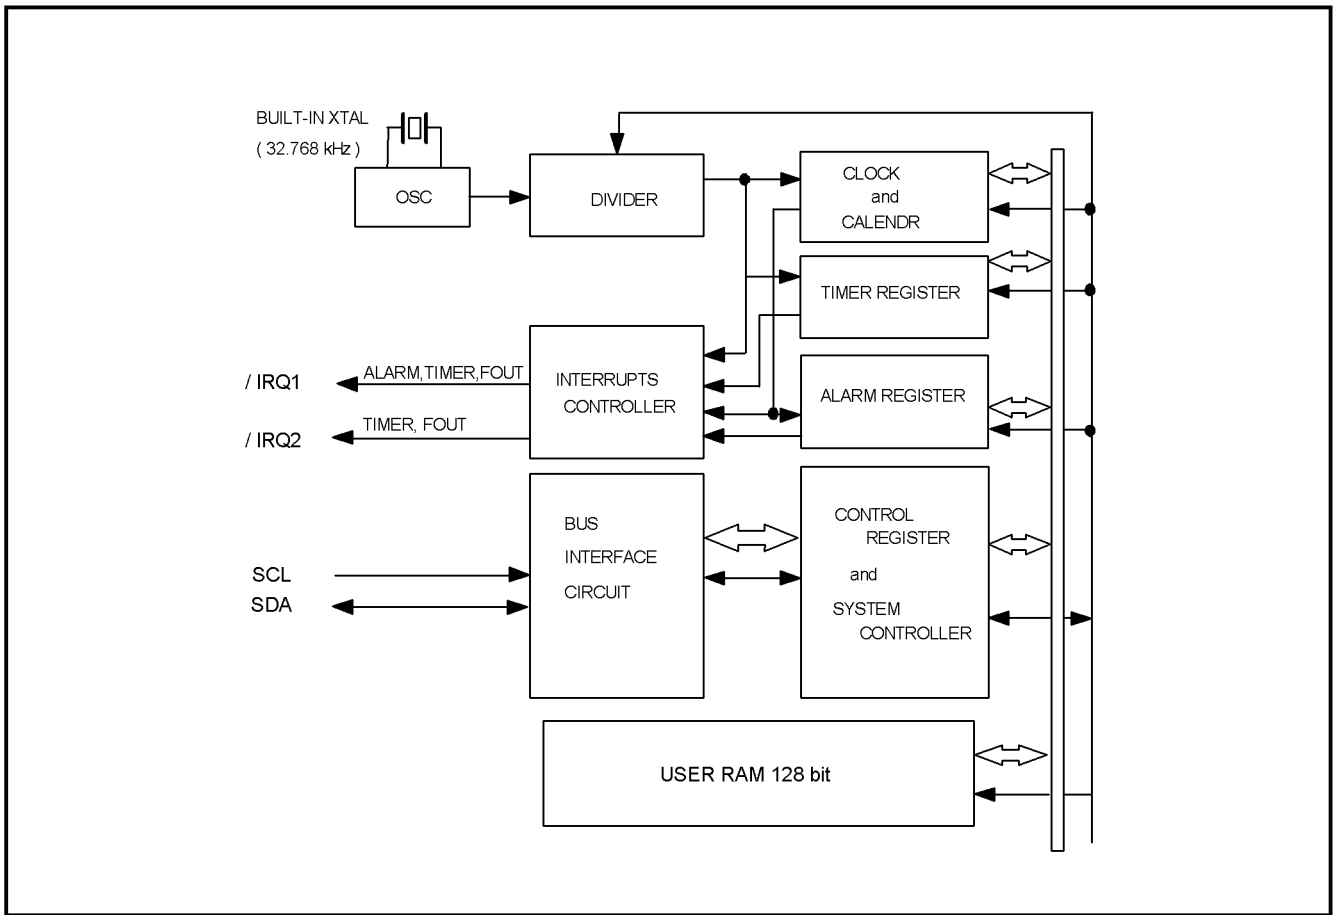 BUILT-IN XTAL
( 32.768 kHz )
OSC
DIVIDER
CLOCK
and
CALENDR
TIMER REGISTER
/ IRQ1
ALARM,TIMER,FOUT
/ IRQ2
TIMER, FOUT
INTERRUPTS
CONTROLLER
ALARM REGISTER
SCL
SDA
BUS
INTERFACE
CIRCUIT
CONTROL
REGISTER
and
SYSTEM
CONTROLLER
USER RAM 128 bit